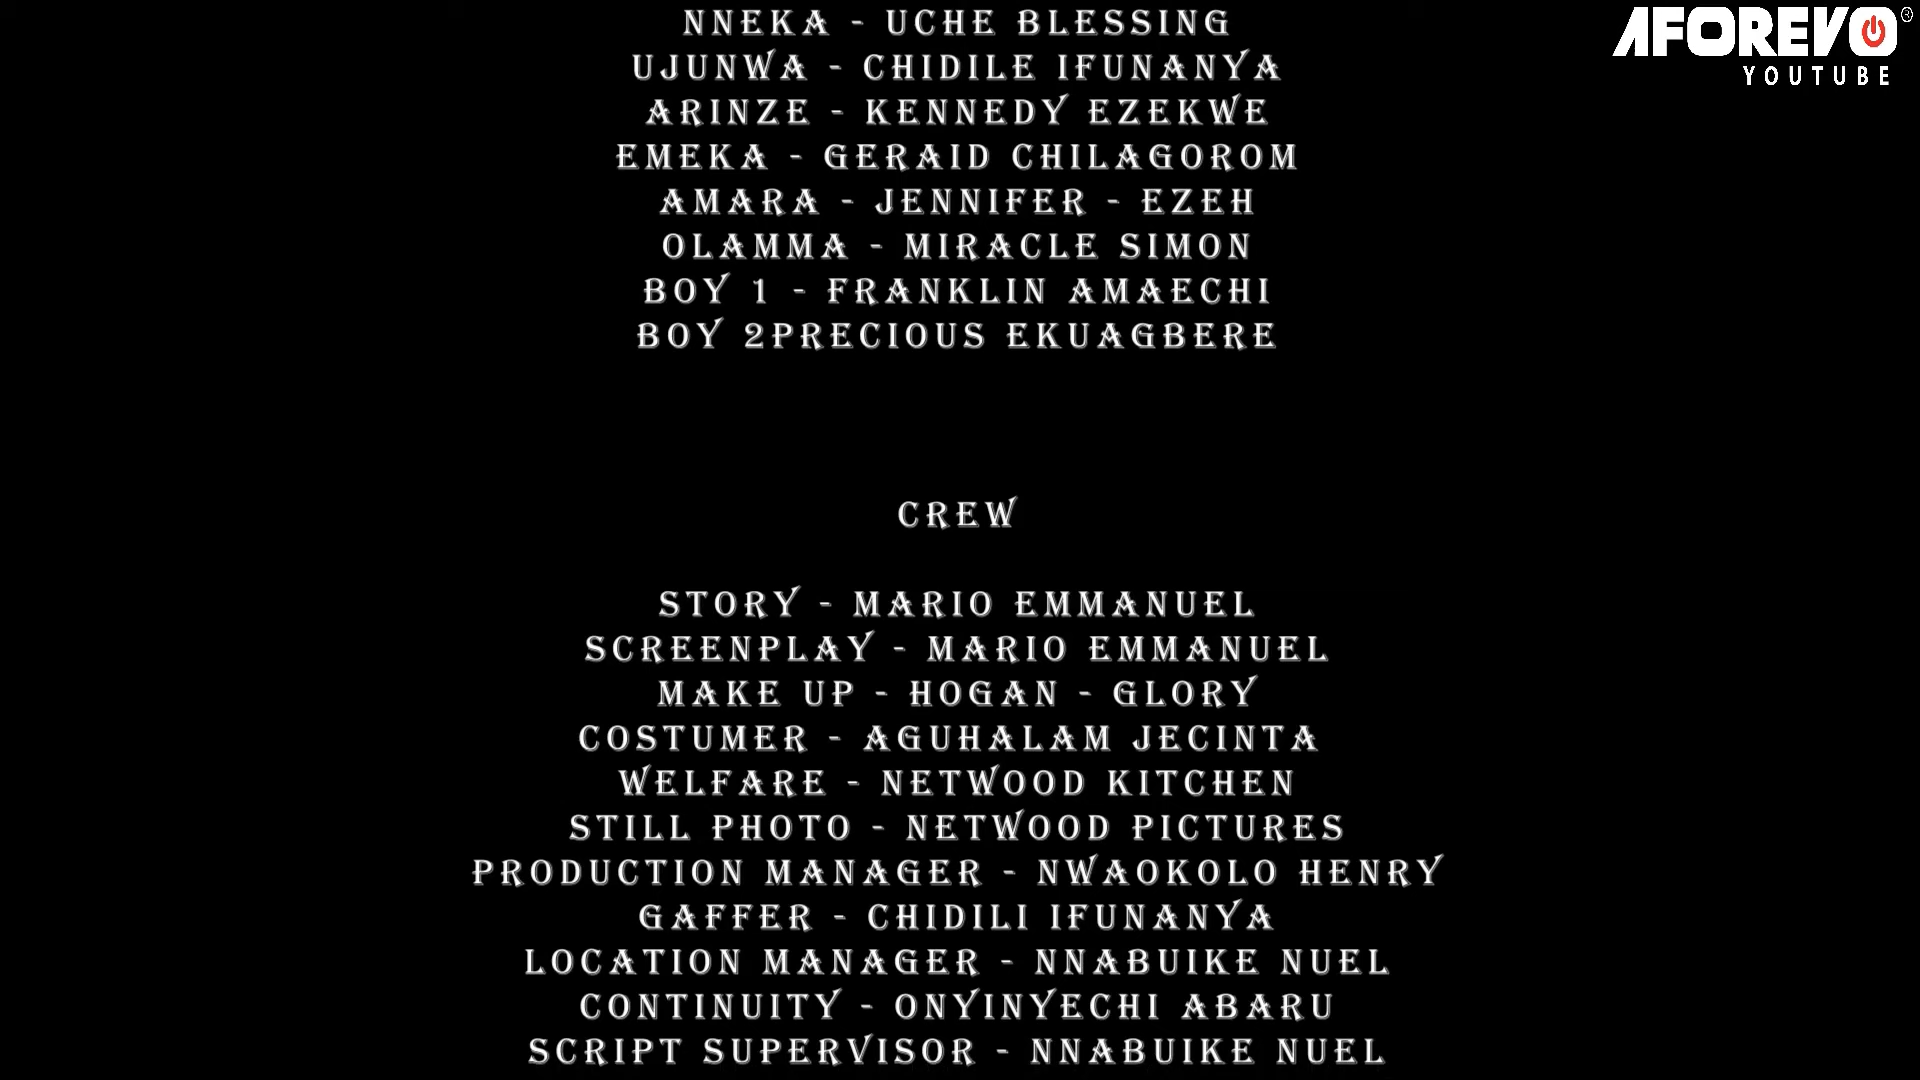 NNEKA - UCHE BLESSING
UJUNWA - CHIDILE IFUNANYA
ARINZE - KENNEDY EZEKWE
EMEKA - GERAID CHILAGOROM
AMARA - JENNIFER - EZEH
OLAMMA - MIRACLE SIMON
BOY 1 - FRANKLIN AMAECHI
BOY 2PRECIOUS EKUAGBERE
CREW
STORY - MARIO EMMANUEL
SCREENPLAY - MARIO EMMANUEL
MAKE UP - HOGAN - GLORY
COSTUMER - AGUHALAM JECINTA
WELFARE - NETWOOD KITCHEN
STILL PHOTO - NETWOOD PICTURES
PRODUCTION MANAGER - NWAOKOLO HENRY
GAFFER - CHIDILI IFUNANYA
LOCATION MANAGER - NNABUIKE NUEL
CONTINUITY - ONYINYECHI ABARU
SCRIPT SUPERVISOR - NNABUIKE NUEL
AFOREVO®
YOUTUBE